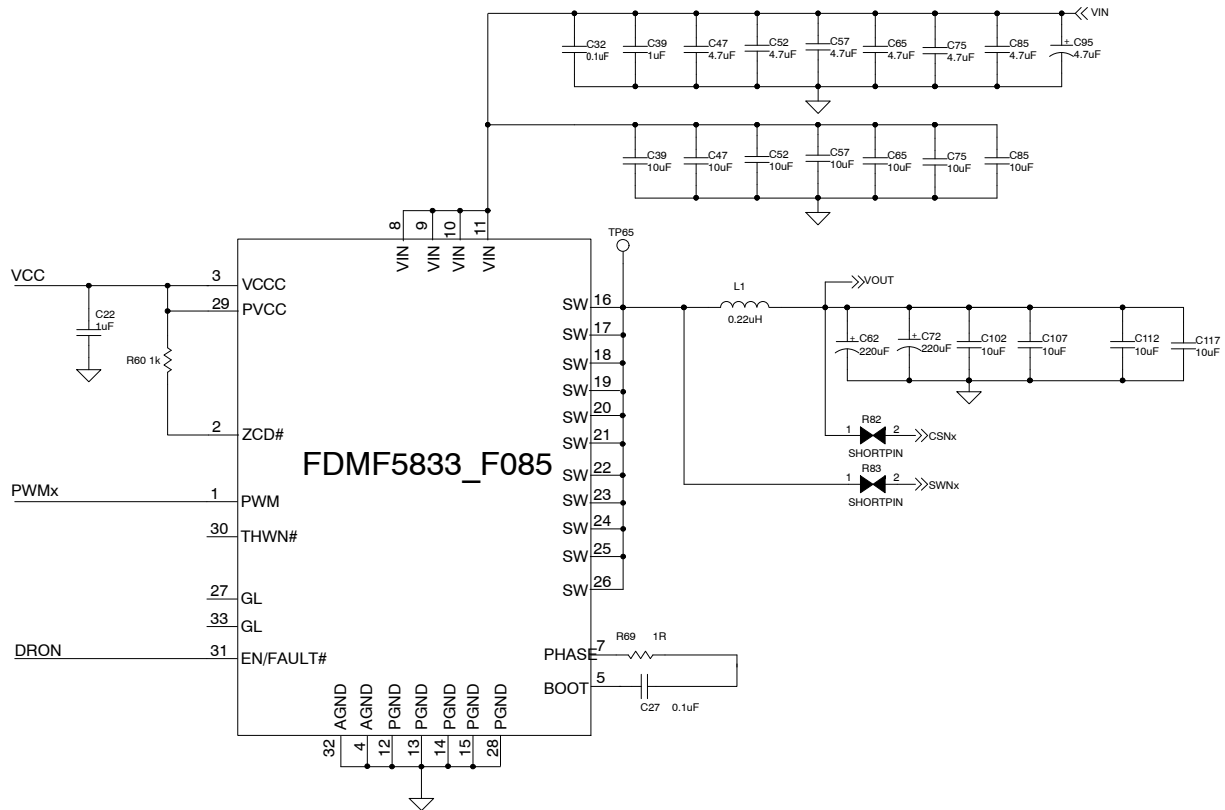 VIN
C32 C39 C47 C52 C57 C65 C75 C85 C95
0.1uF 1uF 4.7uF 4.7uF 4.7uF 4.7uF 4.7uF 4.7uF + 4.7uF
C39 C47 C52 C57 C65 C75 C85
10uF 10uF 10uF 10uF 10uF 10uF 10uF
8 9 10 11
VIN VIN VIN VIN
TP65
VCC
3 VCCC
29 PVCC
C22
1uF
R60 1k
2 ZCD#
FDMF5833_F085
PWMx
1 PWM
30 THWN#
27 GL
33 GL
DRON
31 EN/FAULT#
SW 16
SW 17
SW 18
SW 19
SW 20
SW 21
SW 22
SW 23
SW 24
SW 25
SW 26
L1
0.22uH
VOUT
C62 C72 C102 C107 C112 C117
+ 220uF + 220uF 10uF 10uF 10uF 10uF
R82
1 2 CSNx
SHORTPIN
R83
1 2 SWNx
SHORTPIN
PHASE 7
R69 1R
BOOT 5
C27 0.1uF
AGND AGND PGND PGND PGND PGND PGND
32 4 12 13 14 15 28